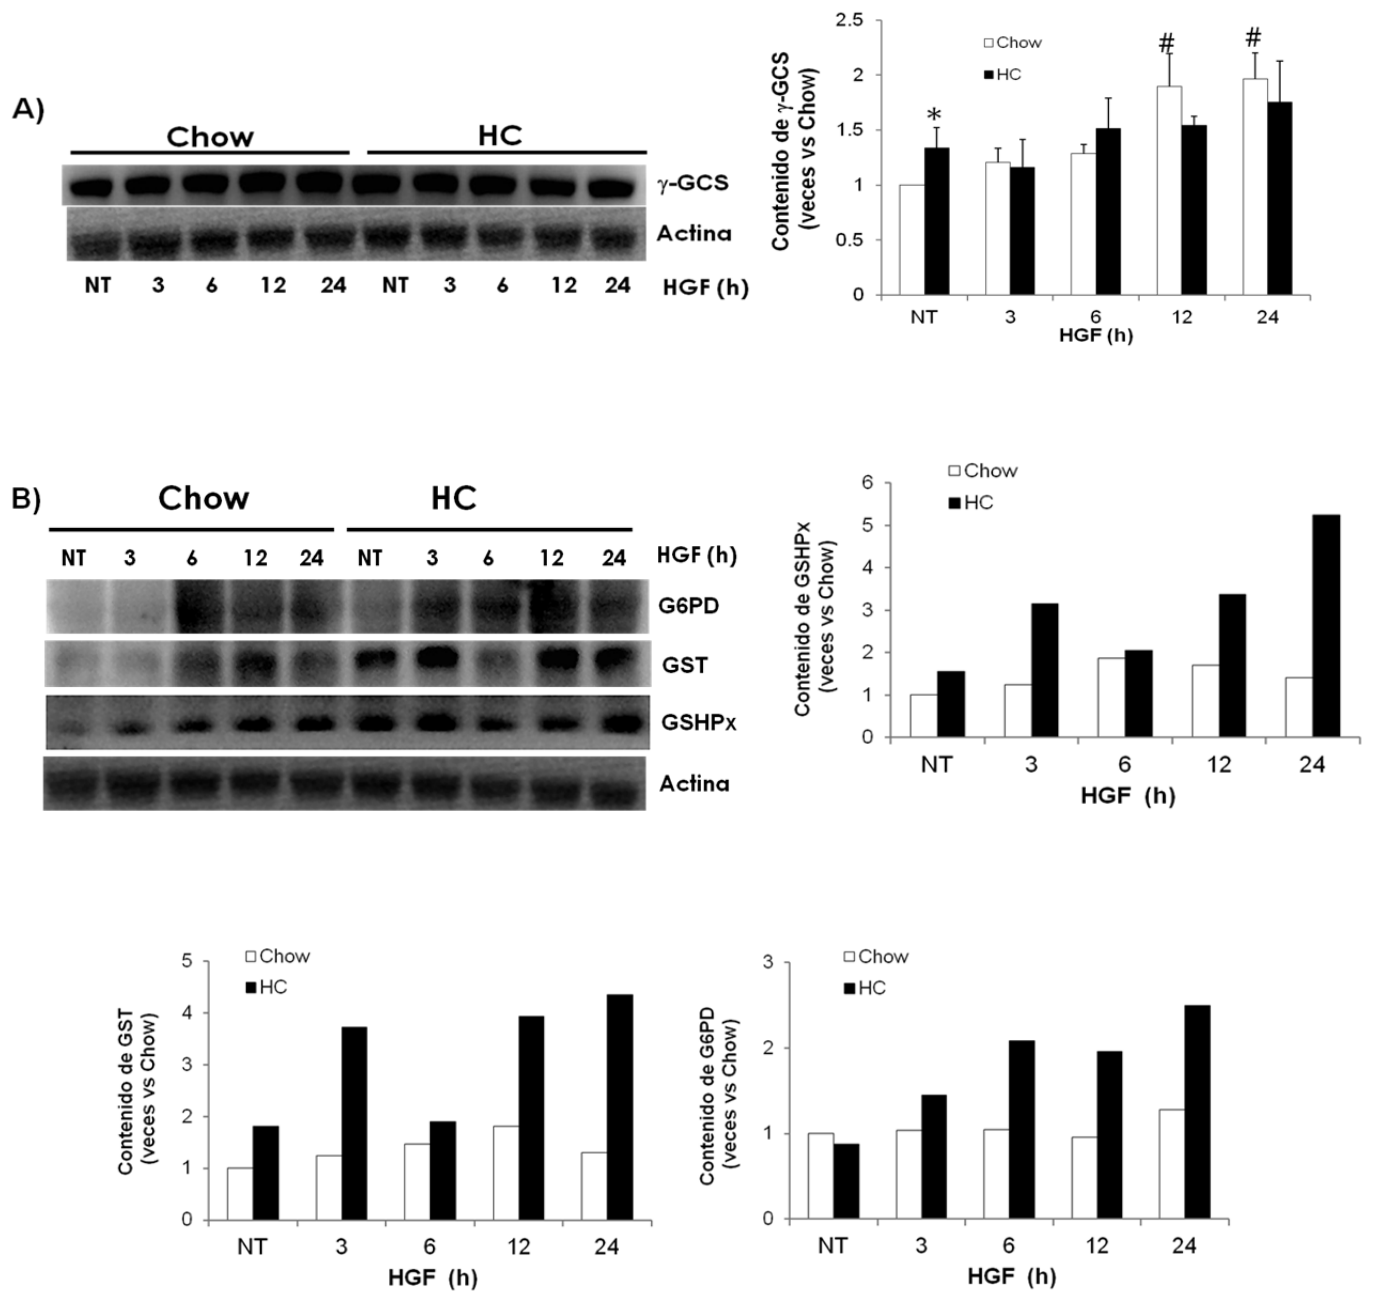 A)
Chow HC
γ-GCS
Actina
NT 3 6 12 24 NT 3 6 12 24 HGF (h)
Contenido de γ-GCS
(veces vs Chow)
2.5
2
1.5
1
0.5
0
Chow
HC
*
#
#
NT 3 6 12 24
HGF (h)
B)
Chow HC
NT 3 6 12 24 NT 3 6 12 24 HGF (h)
G6PD
GST
GSHPx
Actina
Contenido de GSHPx
(veces vs Chow)
6
5
4
3
2
1
0
Chow
HC
NT 3 6 12 24
HGF (h)
Contenido de GST
(veces vs Chow)
5
4
3
2
1
0
Chow
HC
NT 3 6 12 24
HGF (h)
Contenido de G6PD
(veces vs Chow)
3
2
1
0
Chow
HC
NT 3 6 12 24
HGF (h)